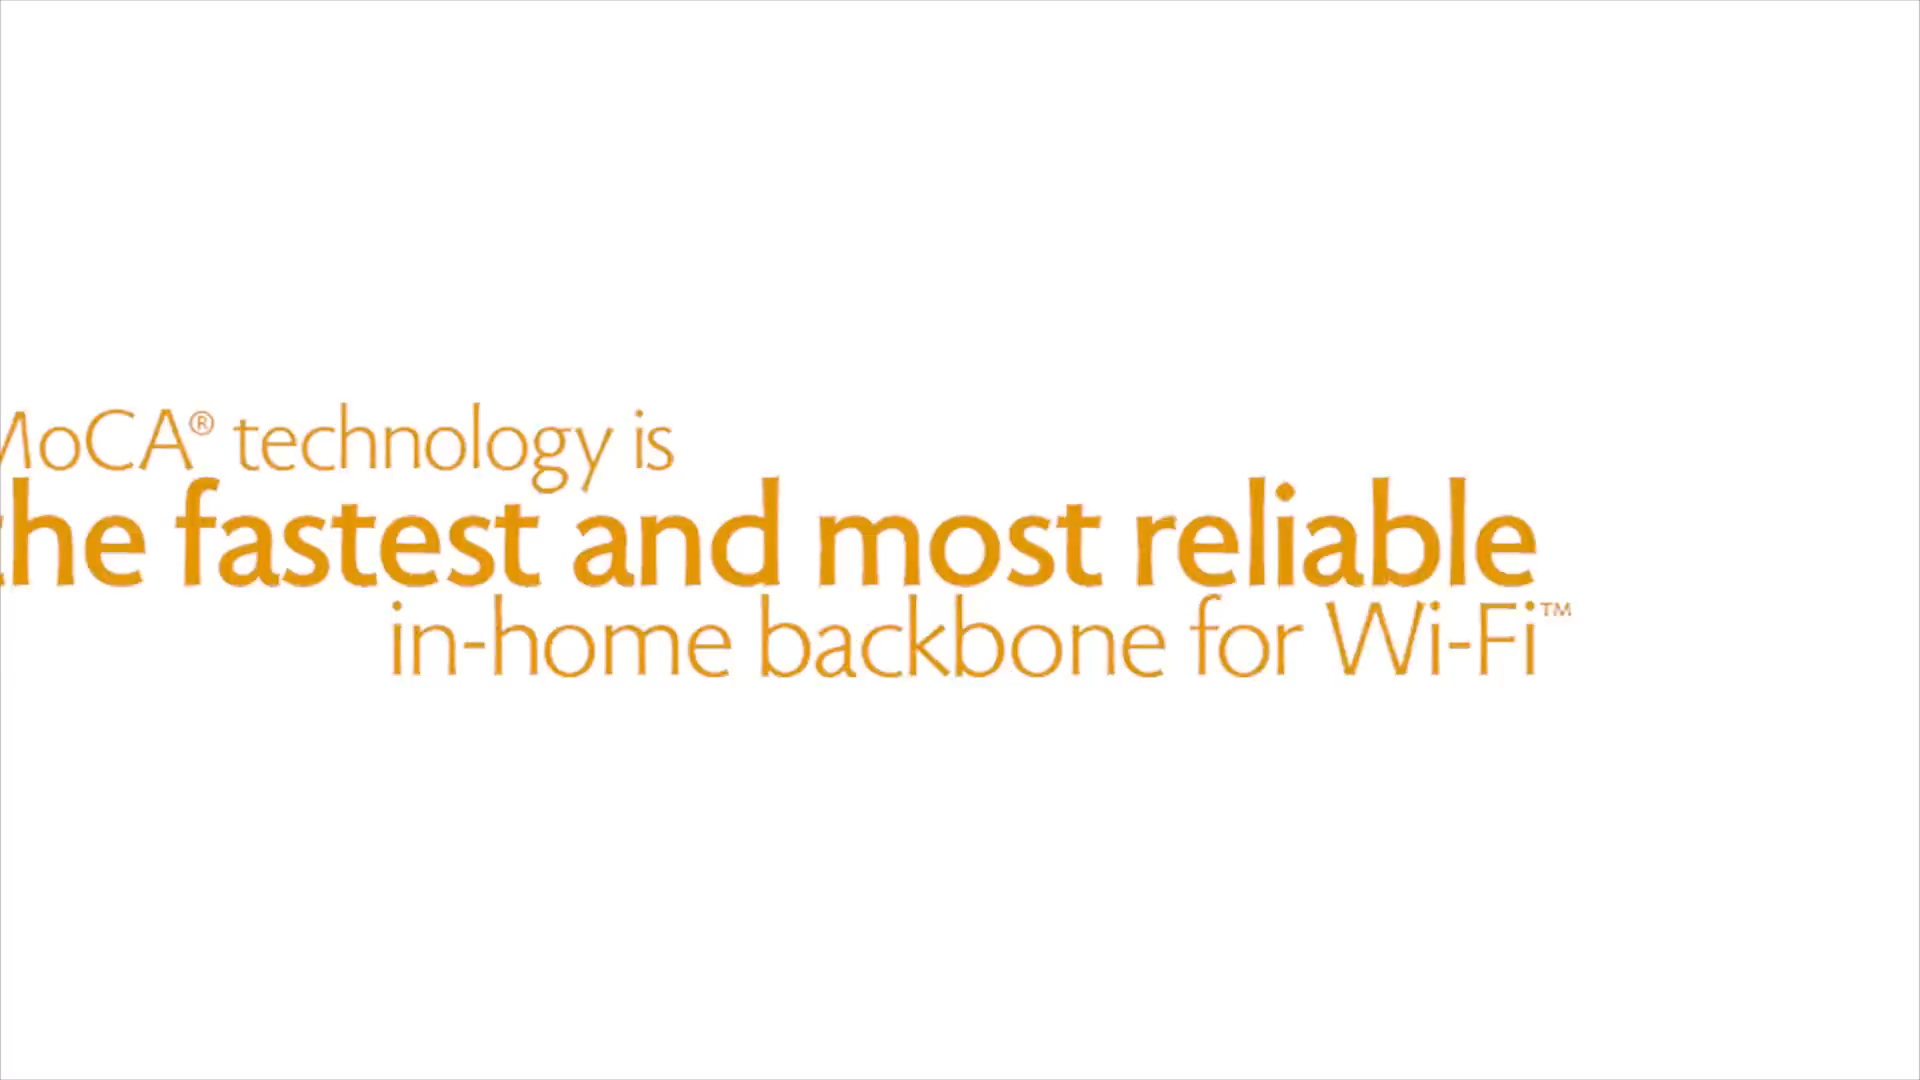 MoCA® technology is
the fastest and most reliable
in-home backbone for Wi-Fi™